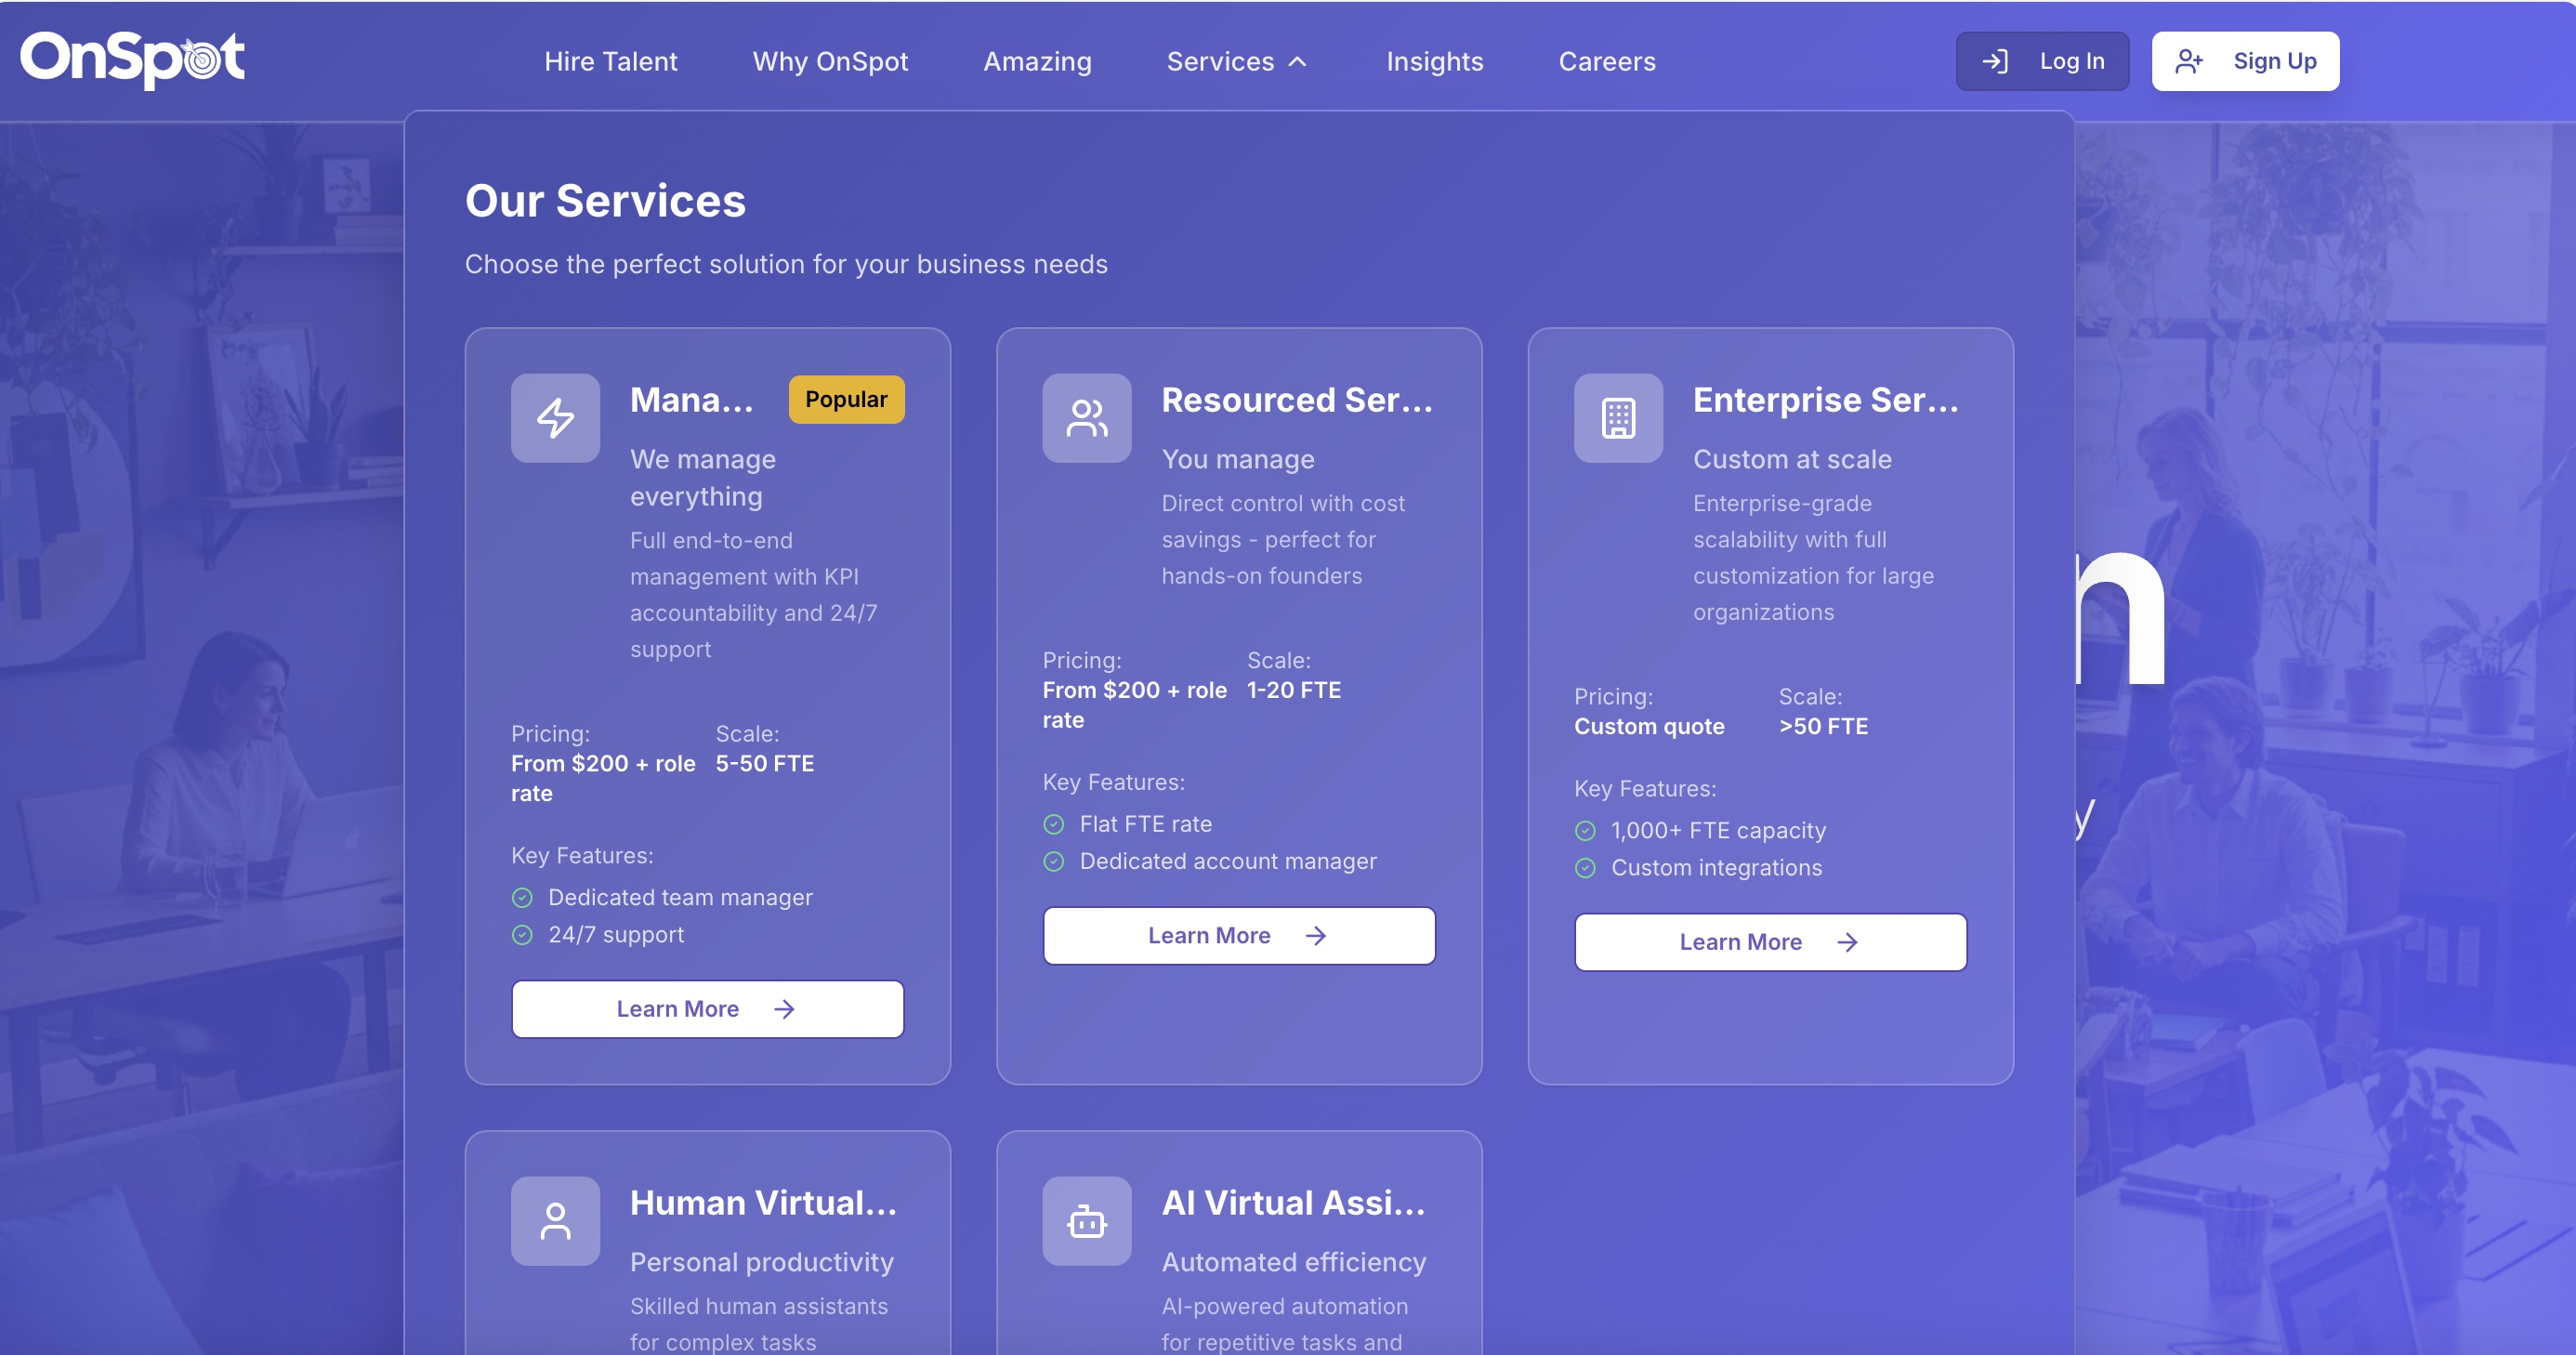 OnSpot
Hire Talent
Why OnSpot
Amazing
Services
Insights
Careers
Log In
Sign Up
Our Services
Choose the perfect solution for your business needs
Mana...
Popular
We manage
everything
Full end-to-end
management with KPI
accountability and 24/7
support
Pricing:
From $200 + role
rate
Scale:
5-50 FTE
Key Features:
Dedicated team manager
24/7 support
Learn More
Resourced Ser...
You manage
Direct control with cost
savings - perfect for
hands-on founders
Pricing:
From $200 + role
rate
Scale:
1-20 FTE
Key Features:
Flat FTE rate
Dedicated account manager
Learn More
Enterprise Ser...
Custom at scale
Enterprise-grade
scalability with full
customization for large
organizations
Pricing:
Custom quote
Scale:
>50 FTE
Key Features:
1,000+ FTE capacity
Custom integrations
Learn More
Human Virtual...
Personal productivity
Skilled human assistants
for complex tasks
AI Virtual Assi...
Automated efficiency
AI-powered automation
for repetitive tasks and
n
y